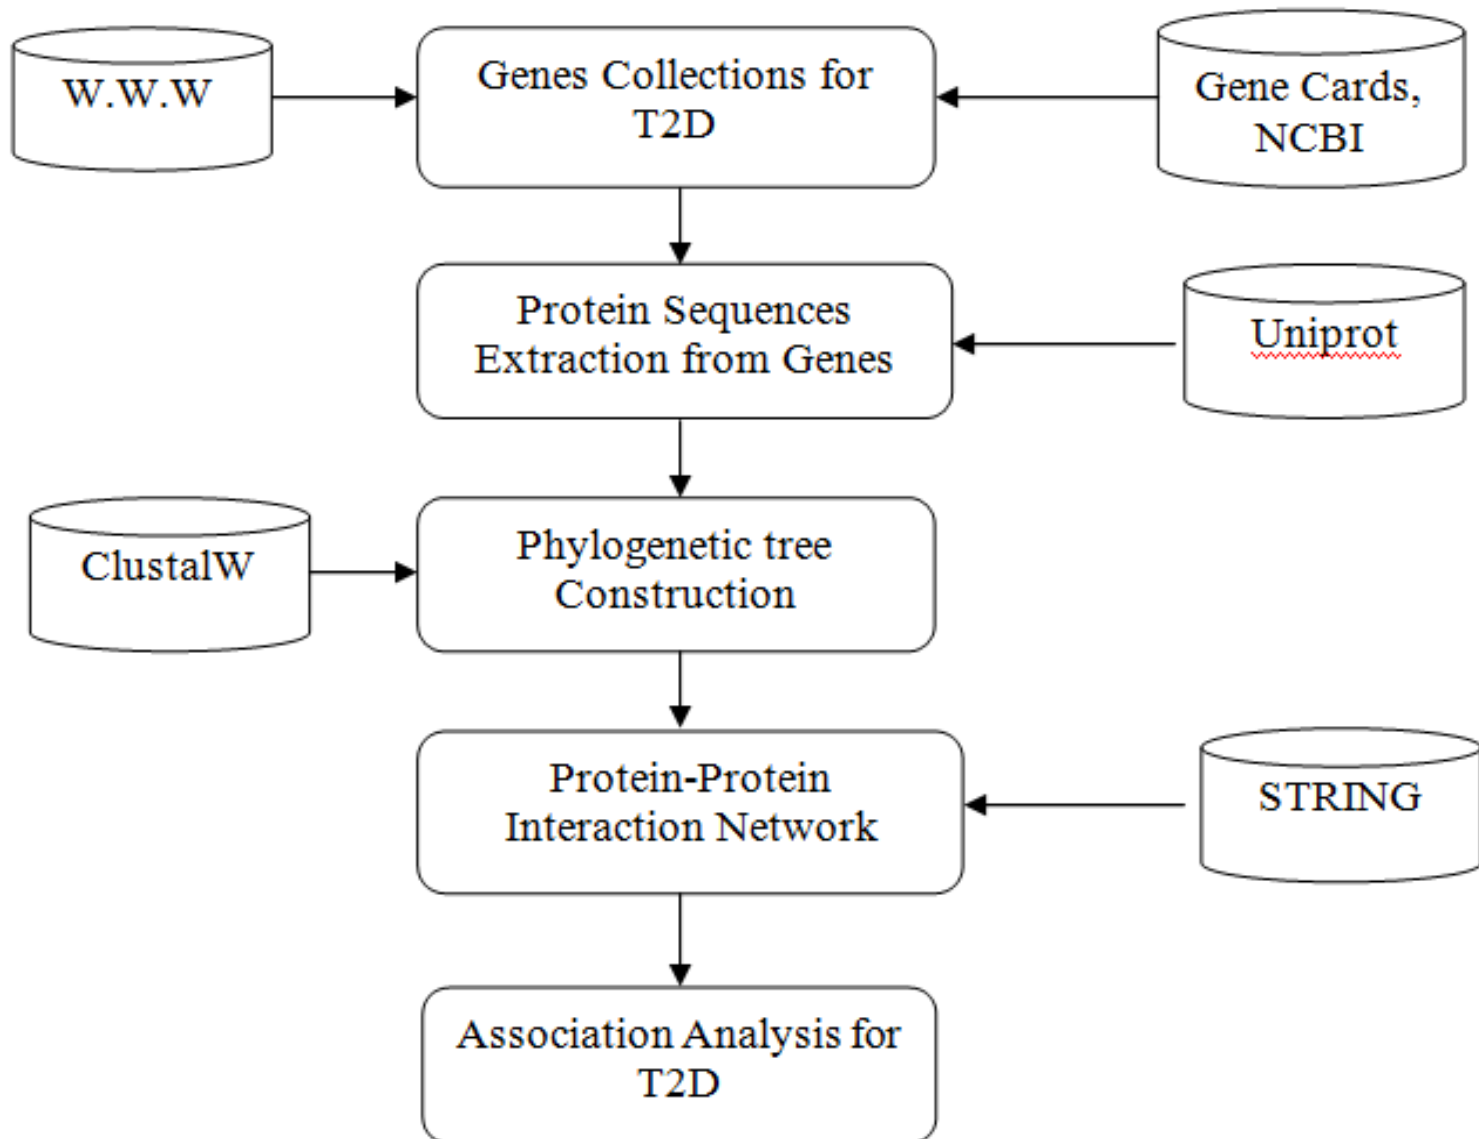 W.W.W
Genes Collections for
T2D
Gene Cards,
NCBI
Protein Sequences
Extraction from Genes
Uniprot
ClustalW
Phylogenetic tree
Construction
Protein-Protein
Interaction Network
STRING
Association Analysis for
T2D